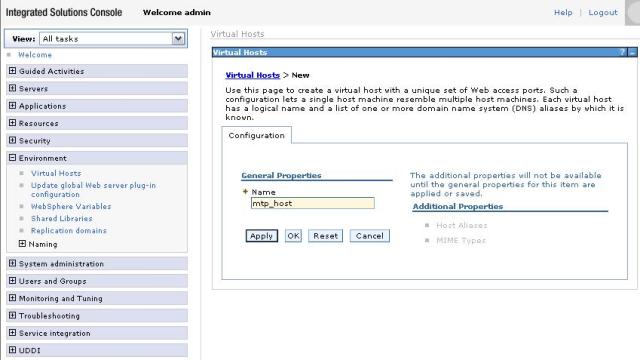 Integrated Solutions Console Welcome admin Help | Logout
View: All tasks
Welcome
Guided Activities
Servers
Applications
Resources
Security
Environment
Virtual Hosts
Update global Web server plug-in
configuration
WebSphere Variables
Shared Libraries
Replication domains
Naming
System administration
Users and Groups
Monitoring and Tuning
Troubleshooting
Service integration
UDDI
Virtual Hosts
Virtual Hosts ? -
Virtual Hosts > New
Use this page to create a virtual host with a unique set of Web access ports. Such a
configuration lets a single host machine resemble multiple host machines. Each virtual host
has a logical name and a list of one or more domain name system (DNS) aliases by which it is
known.
Configuration
General Properties
Name
mtp_host
Apply OK Reset Cancel
The additional properties will not be available
until the general properties for this item are
applied or saved.
Additional Properties
Host Aliases
MIME Types